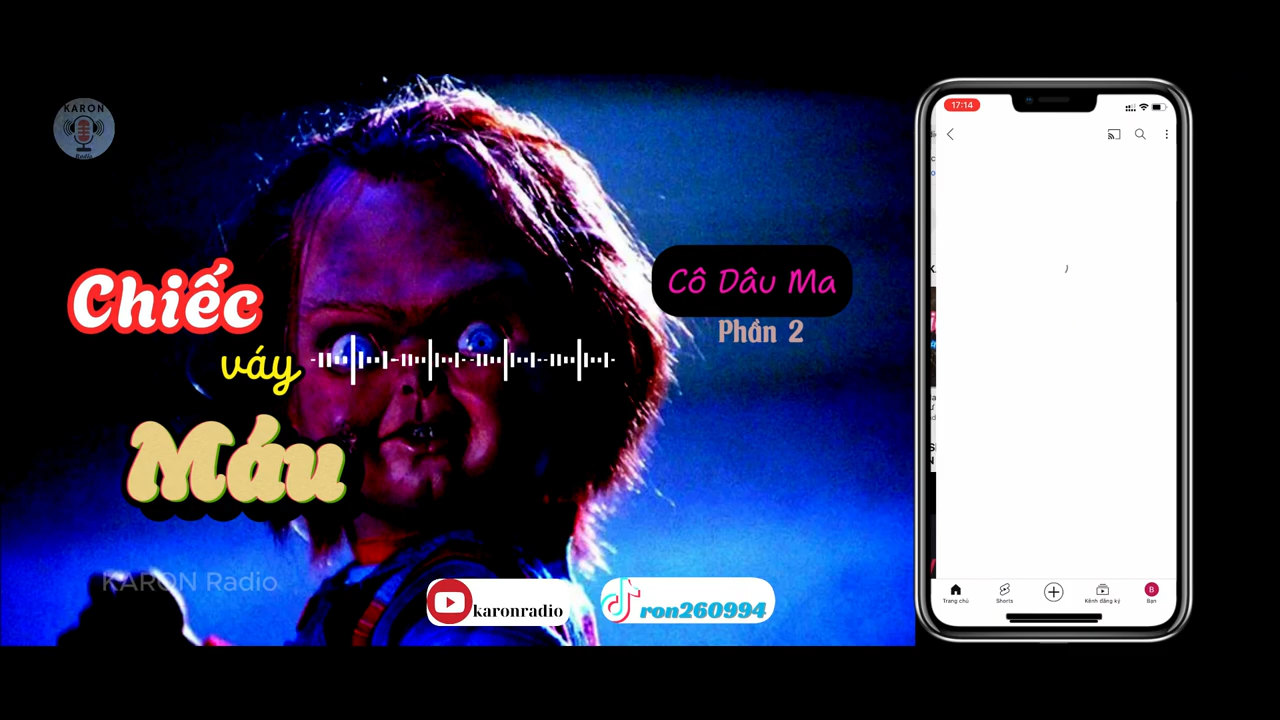 KARON
Radio
Chiếc
váy
Máu
Cô Dâu Ma
Phần 2
KARON Radio
karonradio
ron260994
17:14
Trang chủ
Shorts
Kênh đăng ký
B
Bạn